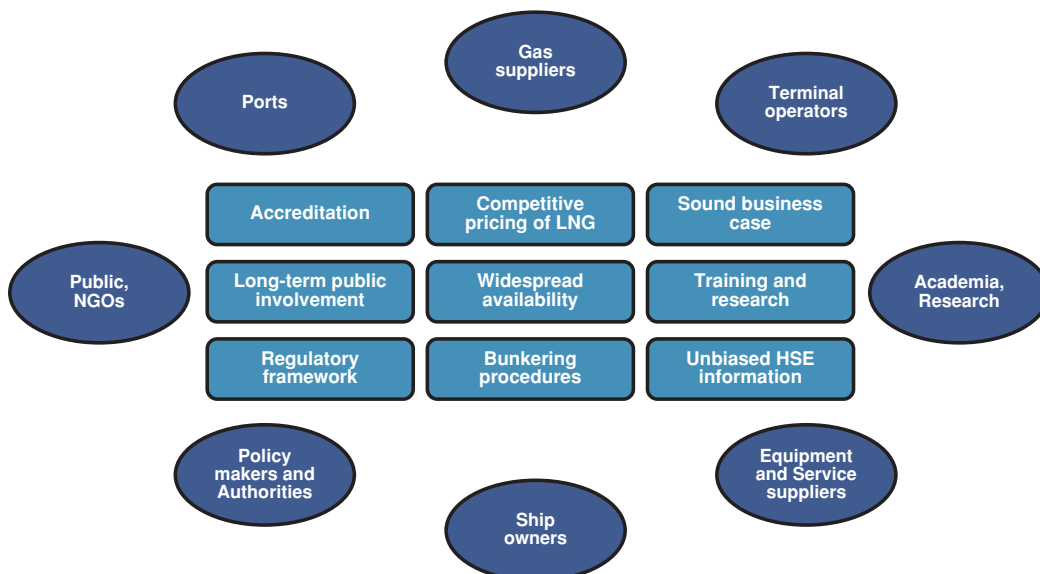 Gas
suppliers
Ports
Terminal
operators
Accreditation
Competitive
pricing of LNG
Sound business
case
Public,
NGOs
Long-term public
involvement
Widespread
availability
Training and
research
Academia,
Research
Regulatory
framework
Bunkering
procedures
Unbiased HSE
information
Policy
makers and
Authorities
Equipment
and Service
suppliers
Ship
owners